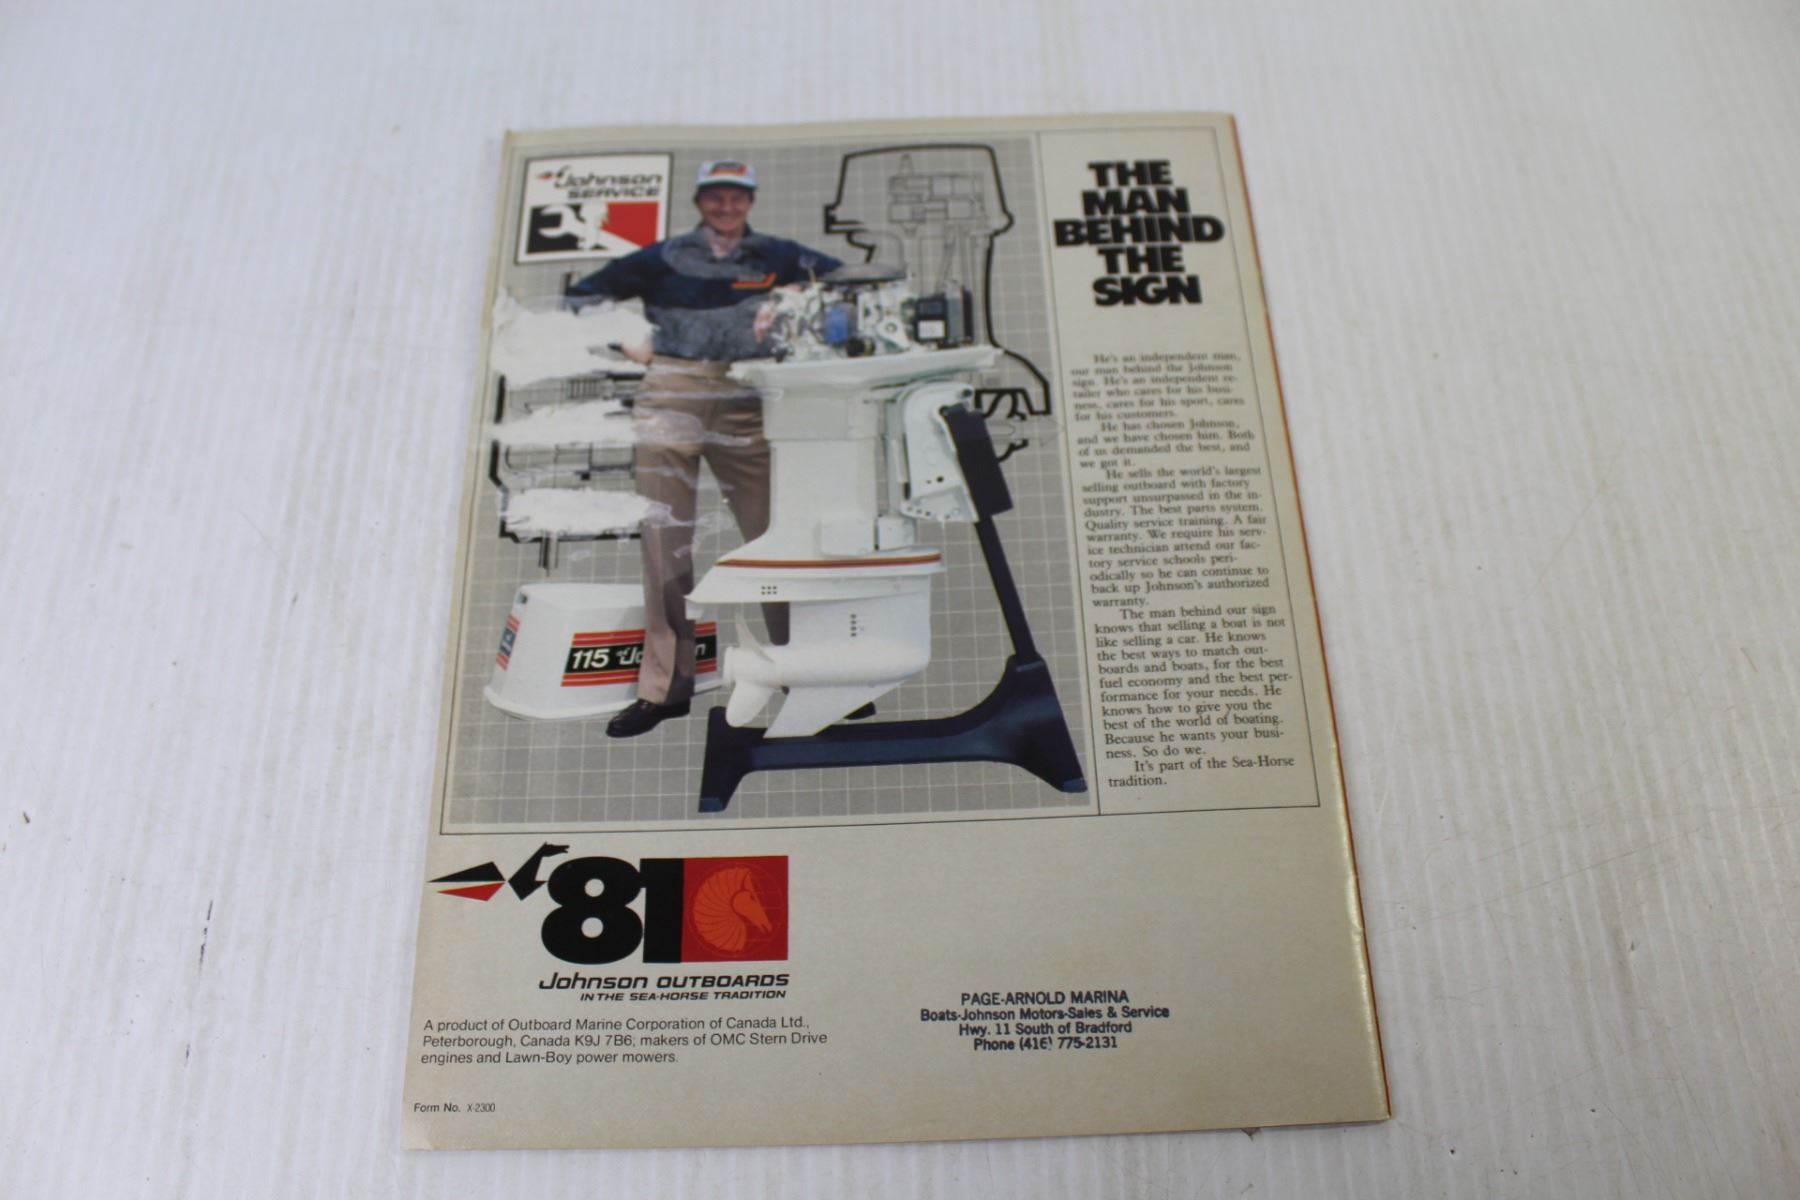 Johnson
SERVICE
115 Jo n
THE
MAN
BEHIND
THE
SIGN
He's an independent man,
our man behind the Johnson
sign. He's an independent re-
tailer who cares for his busi-
ness, cares for his sport, cares
for his customers.
He has chosen Johnson,
and we have chosen him. Both
of us demanded the best, and
we got it.
He sells the world's largest
selling outboard with factory
support unsurpassed in the in-
dustry. The best parts system.
Quality service training. A fair
warranty. We require his serv-
ice technician attend our fac-
tory service schools peri-
odically so he can continue to
back up Johnson's authorized
warranty.
The man behind our sign
knows that selling a boat is not
like selling a car. He knows
the best ways to match out-
boards and boats, for the best
fuel economy and the best per-
formance for your needs. He
knows how to give you the
best of the world of boating.
Because he wants your busi-
ness. So do we.
It's part of the Sea-Horse
tradition.
81
Johnson OUTBOARDS
IN THE SEA-HORSE TRADITION
A product of Outboard Marine Corporation of Canada Ltd.,
Peterborough, Canada K9J 7B6; makers of OMC Stern Drive
engines and Lawn-Boy power mowers.
PAGE-ARNOLD MARINA
Boats-Johnson Motors-Sales & Service
Hwy. 11 South of Bradford
Phone (416) 775-2131
Form No. X-2300